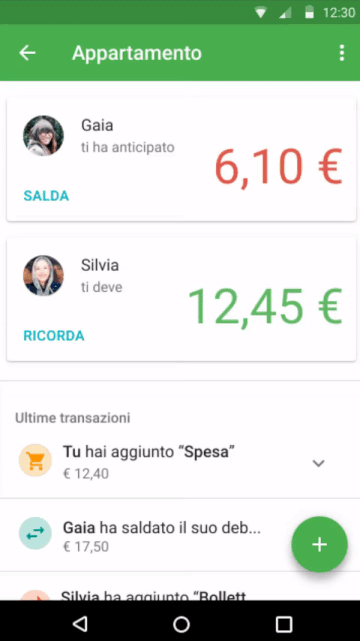 12:30
Appartamento
Gaia
ti ha anticipato
6,10 €
SALDA
Silvia
ti deve
12,45 €
RICORDA
Ultime transazioni
Tu hai aggiunto “Spesa”
€ 12,40
Gaia ha saldato il suo deb...
€ 17,50
Silvia ha aggiunto “Bollett